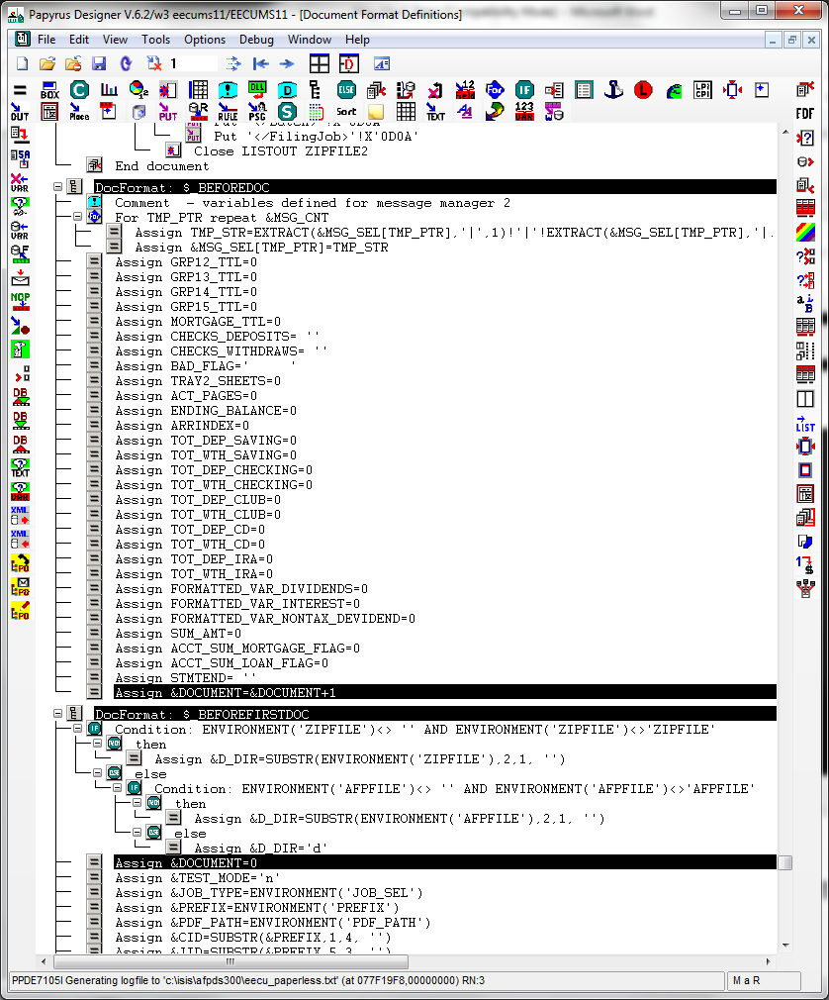 Papyrus Designer V.6.2/w3 eecums11/EECUMS11 - [Document Format Definitions]
File Edit Tools Options Debug Window Help
1
Put '</FilingJob>'!X'0D0A'
Close LISTOUT ZIPFILE2
End document
DocFormat: $_BEFOREDOC
Comment - variables defined for message manager 2
For TMP_PTR repeat &MSG_CNT
Assign TMP_STR=EXTRACT(&MSG_SEL[TMP_PTR],'|',1)!'|'!EXTRACT(&MSG_SEL[TMP_PTR],'|.
Assign &MSG_SEL[TMP_PTR]=TMP_STR
Assign GRP12_TTL=0
Assign GRP13_TTL=0
Assign GRP14_TTL=0
Assign GRP15_TTL=0
Assign MORTGAGE_TTL=0
Assign CHECKS_DEPOSITS= ''
Assign CHECKS_WITHDRAWS= ''
Assign BAD_FLAG='     '
Assign TRAY2_SHEETS=0
Assign ACT_PAGES=0
Assign ENDING_BALANCE=0
Assign ARRINDEX=0
Assign TOT_DEP_SAVING=0
Assign TOT_WTH_SAVING=0
Assign TOT_DEP_CHECKING=0
Assign TOT_WTH_CHECKING=0
Assign TOT_DEP_CLUB=0
Assign TOT_WTH_CLUB=0
Assign TOT_DEP_CD=0
Assign TOT_WTH_CD=0
Assign TOT_DEP_IRA=0
Assign TOT_WTH_IRA=0
Assign FORMATTED_VAR_DIVIDENDS=0
Assign FORMATTED_VAR_INTEREST=0
Assign FORMATTED_VAR_NONTAX_DEVIDEND=0
Assign SUM_AMT=0
Assign ACCT_SUM_MORTGAGE_FLAG=0
Assign ACCT_SUM_LOAN_FLAG=0
Assign STMTEND= ''
Assign &DOCUMENT=&DOCUMENT+1
DocFormat: $_BEFOREFIRSTDOC
Condition: ENVIRONMENT('ZIPFILE')<> '' AND ENVIRONMENT('ZIPFILE')<>'ZIPFILE'
then
Assign &D_DIR=SUBSTR(ENVIRONMENT('ZIPFILE'),2,1, '')
else
Condition: ENVIRONMENT('AFPFILE')<> '' AND ENVIRONMENT('AFPFILE')<>'AFPFILE'
then
Assign &D_DIR=SUBSTR(ENVIRONMENT('AFPFILE'),2,1, '')
else
Assign &D_DIR='d'
Assign &DOCUMENT=0
Assign &TEST_MODE='n'
Assign &JOB_TYPE=ENVIRONMENT('JOB_SEL')
Assign &PREFIX=ENVIRONMENT('PREFIX')
Assign &PDF_PATH=ENVIRONMENT('PDF_PATH')
Assign &CID=SUBSTR(&PREFIX,1,4, '')
PPDE7105I Generating logfile to 'c:\isis\afpds300\eecu_paperless.txt' (at 077F19F8,00000000) RN:3
M a R